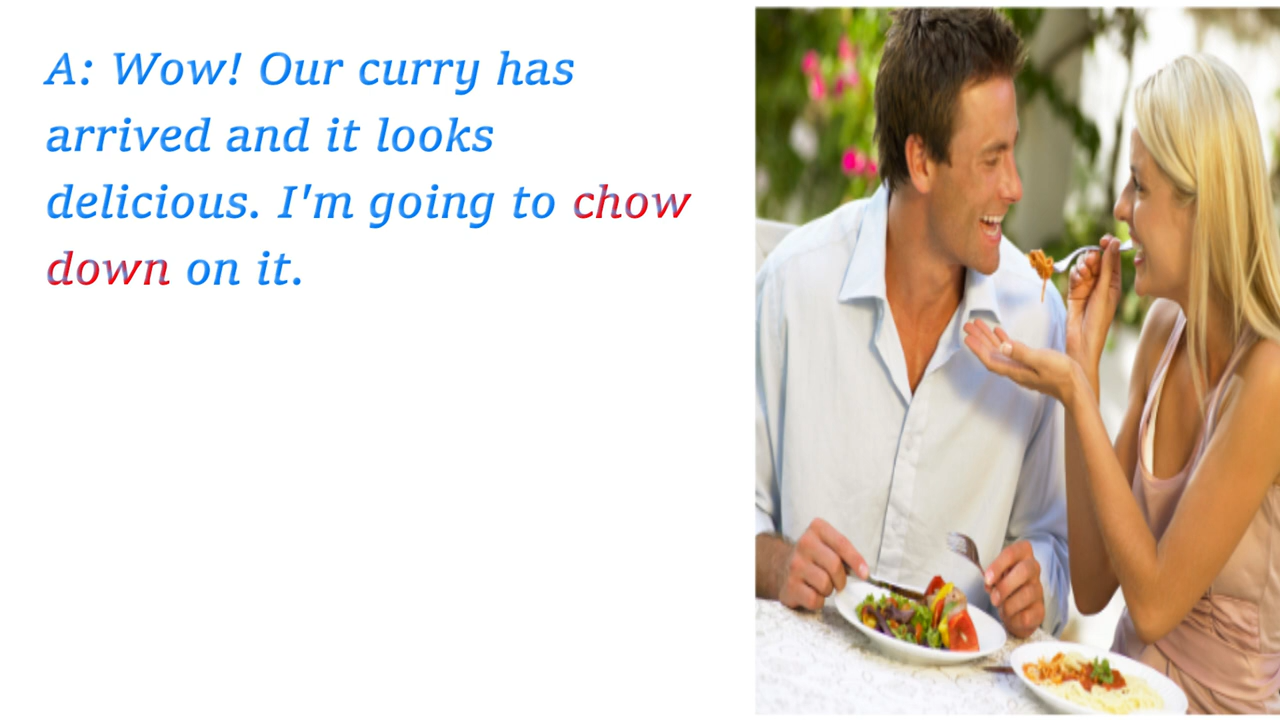 A: Wow! Our curry has
arrived and it looks
delicious. I'm going to chow
down on it.